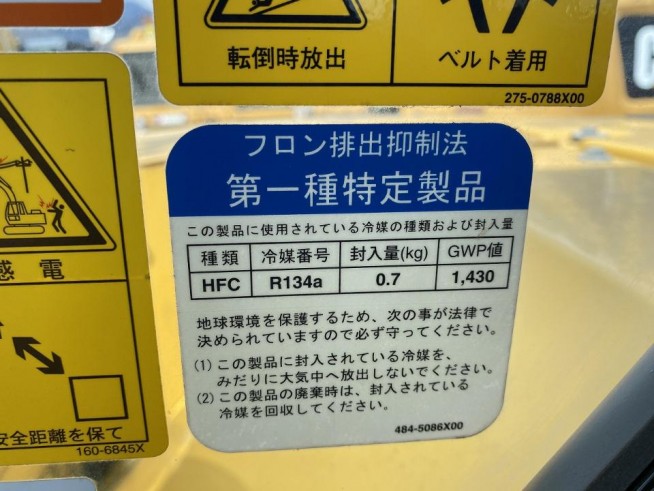 転倒時放出
ベルト着用
275-0788X00
感電
安全距離を保て
160-6845X
フロン排出抑制法
第一種特定製品
この製品に使用されている冷媒の種類および封入量
種類 冷媒番号 封入量(kg) GWP値
HFC R134a 0.7 1,430
地球環境を保護するため、次の事が法律で
決められていますので必ず守ってください。
(1) この製品に封入されている冷媒を、
みだりに大気中へ放出しないでください。
(2) この製品の廃棄時は、封入されている
冷媒を回収してください。
484-5086X00